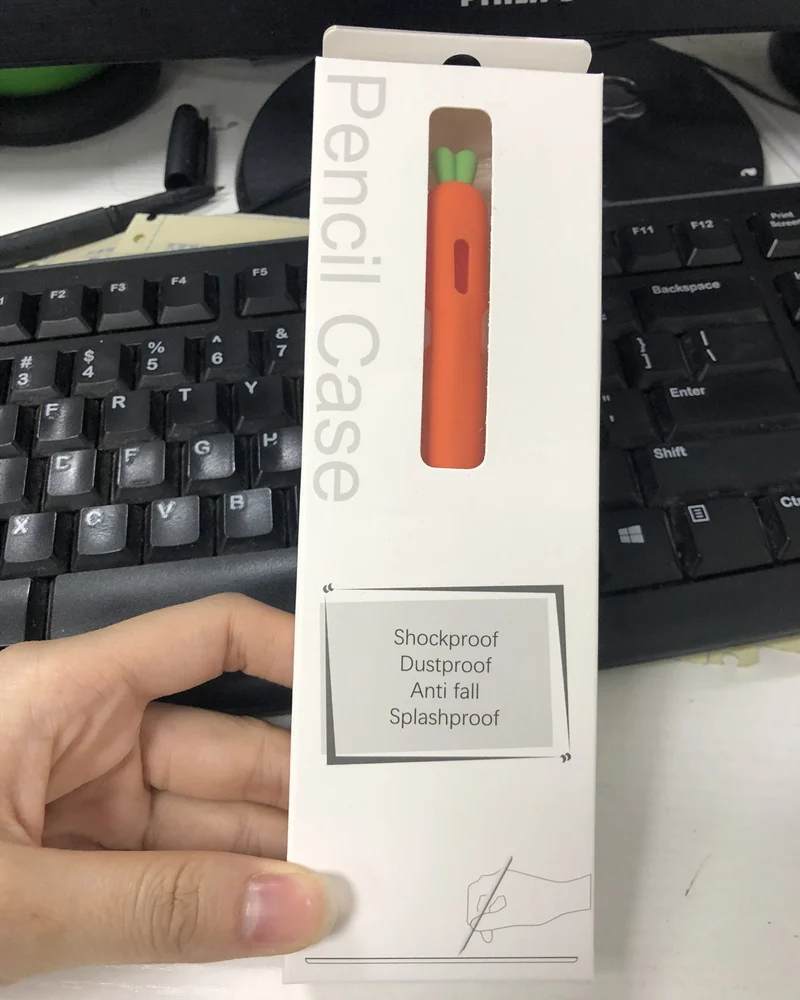 Pencil Case
“
Shockproof
Dustproof
Anti fall
Splashproof
”
F2
F3
F4
F5
F11
F12
Print
Screen
#
3
$
4
%
5
^
6
&
7
Backspace
R
T
Y
Enter
D
F
G
H
Shift
X
C
V
B